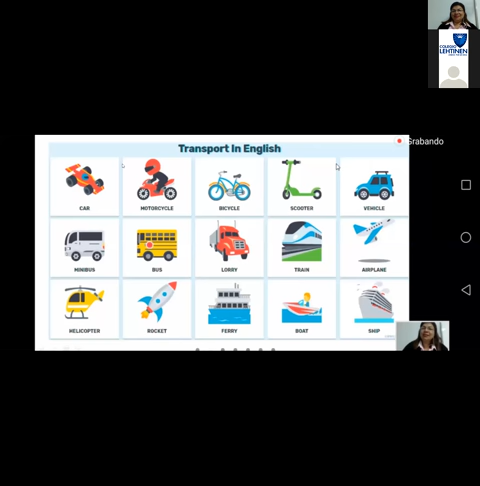 COLEGIO
LEHTINEN
Grabando
Transport In English
CAR
MOTORCYCLE
BICYCLE
SCOOTER
VEHICLE
MINIBUS
BUS
LORRY
TRAIN
AIRPLANE
HELICOPTER
ROCKET
FERRY
BOAT
SHIP